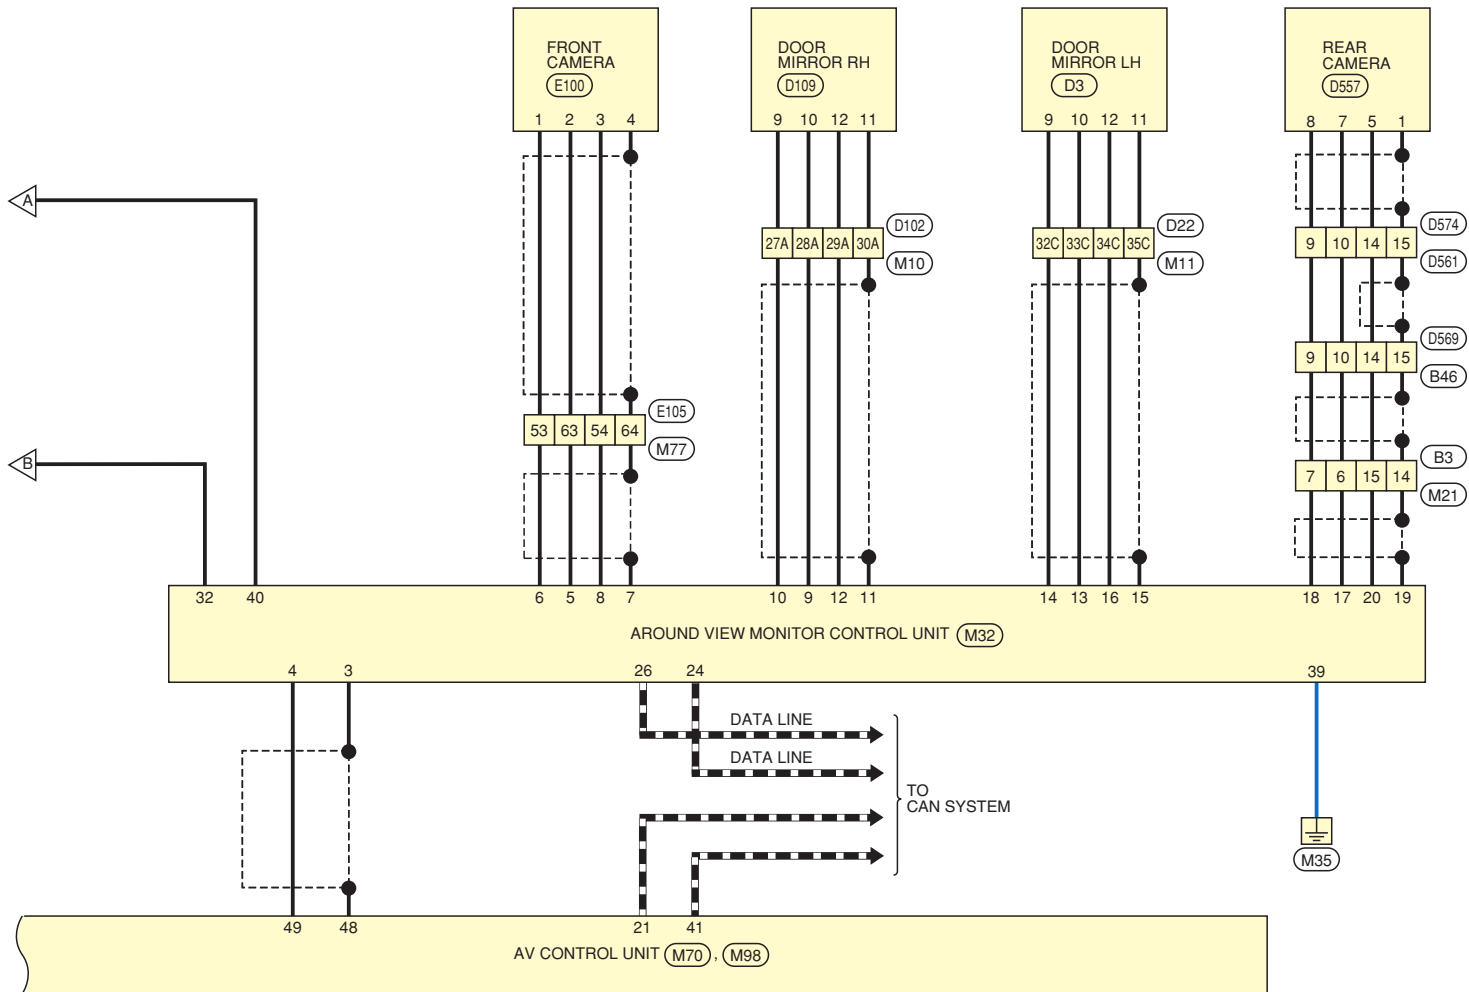 FRONT
CAMERA
E100
1 2 3 4
DOOR
MIRROR RH
D109
9 10 12 11
DOOR
MIRROR LH
D3
9 10 12 11
REAR
CAMERA
D557
8 7 5 1
A
27A 28A 29A 30A
D102
M10
32C 33C 34C 35C
D22
M11
9 10 14 15
D574
D561
9 10 14 15
D569
B46
53 63 54 64
E105
M77
B
7 6 15 14
B3
M21
32 40 6 5 8 7 10 9 12 11 14 13 16 15 18 17 20 19
AROUND VIEW MONITOR CONTROL UNIT M32
4 3 26 24 39
DATA LINE
DATA LINE
TO
CAN SYSTEM
M35
49 48 21 41
AV CONTROL UNIT M70 , M98